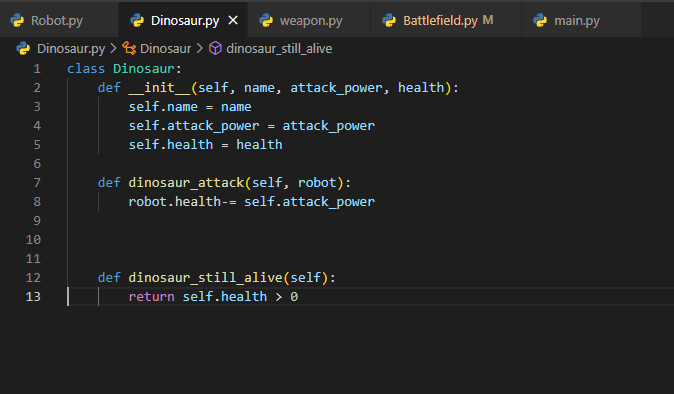 Robot.py Dinosaur.py × weapon.py Battlefield.py M main.py
Dinosaur.py > Dinosaur > dinosaur_still_alive
1 class Dinosaur:
2     def __init__(self, name, attack_power, health):
3         self.name = name
4         self.attack_power = attack_power
5         self.health = health
6
7     def dinosaur_attack(self, robot):
8         robot.health-= self.attack_power
9
10
11
12     def dinosaur_still_alive(self):
13         return self.health > 0